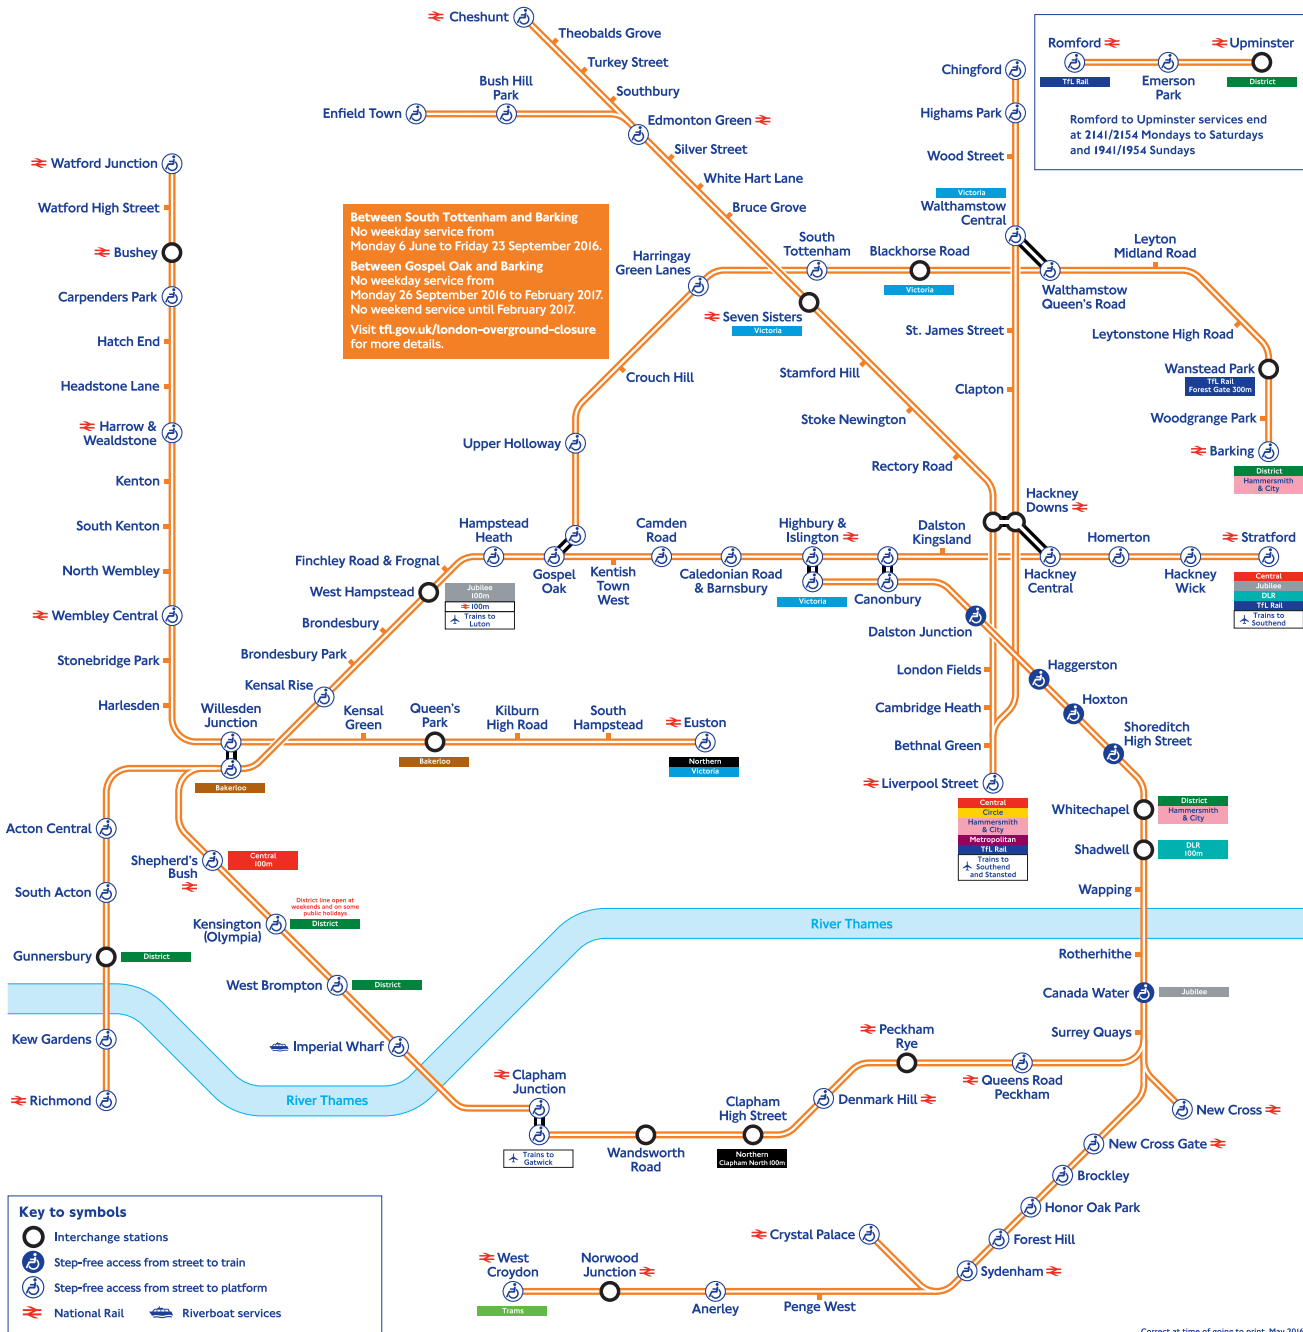 Cheshunt
Theobalds Grove
Turkey Street
Southbury
Bush Hill
Park
Enfield Town
Edmonton Green
Silver Street
White Hart Lane
Bruce Grove
Chingford
Highams Park
Wood Street
Victoria
Walthamstow
Central
Romford
TfL Rail
Emerson
Park
Upminster
District
Romford to Upminster services end
at 2141/2154 Mondays to Saturdays
and 1941/1954 Sundays
Watford Junction
Watford High Street
Bushey
Carpenders Park
Hatch End
Headstone Lane
Harrow &
Wealdstone
Kenton
South Kenton
North Wembley
Wembley Central
Stonebridge Park
Harlesden
Between South Tottenham and Barking
No weekday service from
Monday 6 June to Friday 23 September 2016.
Between Gospel Oak and Barking
No weekday service from
Monday 26 September 2016 to February 2017.
No weekend service until February 2017.
Visit tfl.gov.uk/london-overground-closure
for more details.
Harringay
Green Lanes
South
Tottenham
Blackhorse Road
Victoria
Seven Sisters
Victoria
Leyton
Midland Road
Walthamstow
Queen's Road
St. James Street
Leytonstone High Road
Wanstead Park
TfL Rail
Forest Gate 300m
Woodgrange Park
Barking
District
Hammersmith
& City
Crouch Hill
Stamford Hill
Clapton
Stoke Newington
Upper Holloway
Rectory Road
Hackney
Downs
Finchley Road & Frognal
Hampstead
Heath
Gospel
Oak
Kentish
Town
West
Camden
Road
Caledonian Road
& Barnsbury
Highbury &
Islington
Victoria
Canonbury
Dalston
Kingsland
Hackney
Central
Homerton
Hackney
Wick
Stratford
Central
Jubilee
DLR
TfL Rail
Trains to
Southend
West Hampstead
Jubilee
100m
100m
Trains to
Luton
Brondesbury
Brondesbury Park
Kensal Rise
Willesden
Junction
Bakerloo
Kensal
Green
Queen's
Park
Bakerloo
Kilburn
High Road
South
Hampstead
Euston
Northern
Victoria
Dalston Junction
London Fields
Cambridge Heath
Bethnal Green
Liverpool Street
Central
Circle
Hammersmith
& City
Metropolitan
TfL Rail
Trains to
Southend
and Stansted
Haggerston
Hoxton
Shoreditch
High Street
Whitechapel
District
Hammersmith
& City
Shadwell
DLR
100m
Wapping
Acton Central
South Acton
Gunnersbury
District
Kew Gardens
Richmond
Shepherd's
Bush
Central
100m
District line open at
weekends and on some
public holidays
Kensington
(Olympia)
District
West Brompton
District
Imperial Wharf
River Thames
River Thames
Rotherhithe
Canada Water
Jubilee
Surrey Quays
Clapham
Junction
Trains to
Gatwick
Wandsworth
Road
Clapham
High Street
Northern
Clapham North 100m
Denmark Hill
Peckham
Rye
Queens Road
Peckham
New Cross
New Cross Gate
Brockley
Honor Oak Park
Forest Hill
Sydenham
Crystal Palace
Penge West
Anerley
Norwood
Junction
West
Croydon
Trams
Key to symbols
Interchange stations
Step-free access from street to train
Step-free access from street to platform
National Rail
Riverboat services
Correct at time of going to print, May 2016